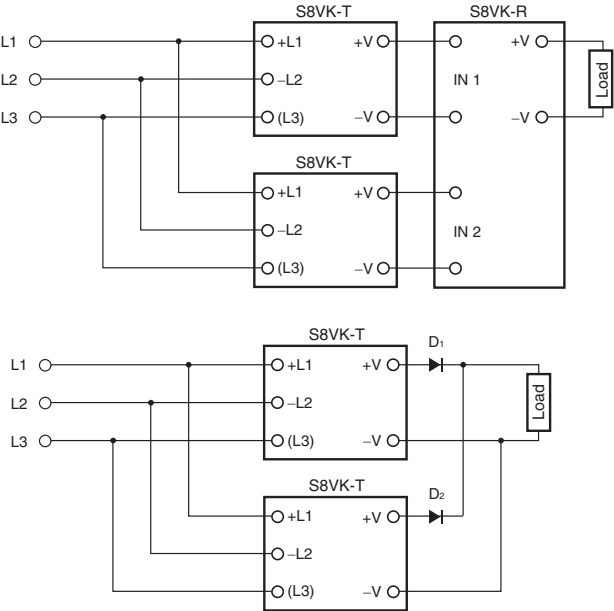 S8VK-T S8VK-R
L1 +L1 +V +V
L2 –L2 IN 1 Load
L3 (L3) –V –V
S8VK-T
+L1 +V
–L2 IN 2
(L3) –V
S8VK-T D1
L1 +L1 +V
L2 –L2 Load
L3 (L3) –V
S8VK-T D2
+L1 +V
–L2
(L3) –V